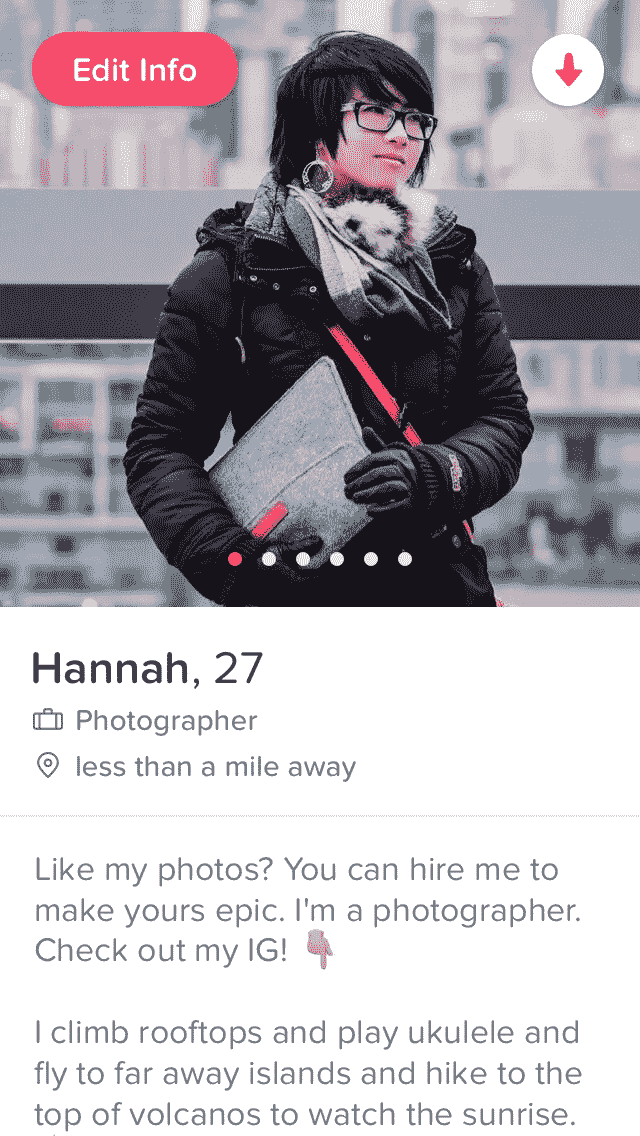 Edit Info
Hannah, 27
Photographer
less than a mile away
Like my photos? You can hire me to
make yours epic. I'm a photographer.
Check out my IG! 👇
I climb rooftops and play ukulele and
fly to far away islands and hike to the
top of volcanos to watch the sunrise.